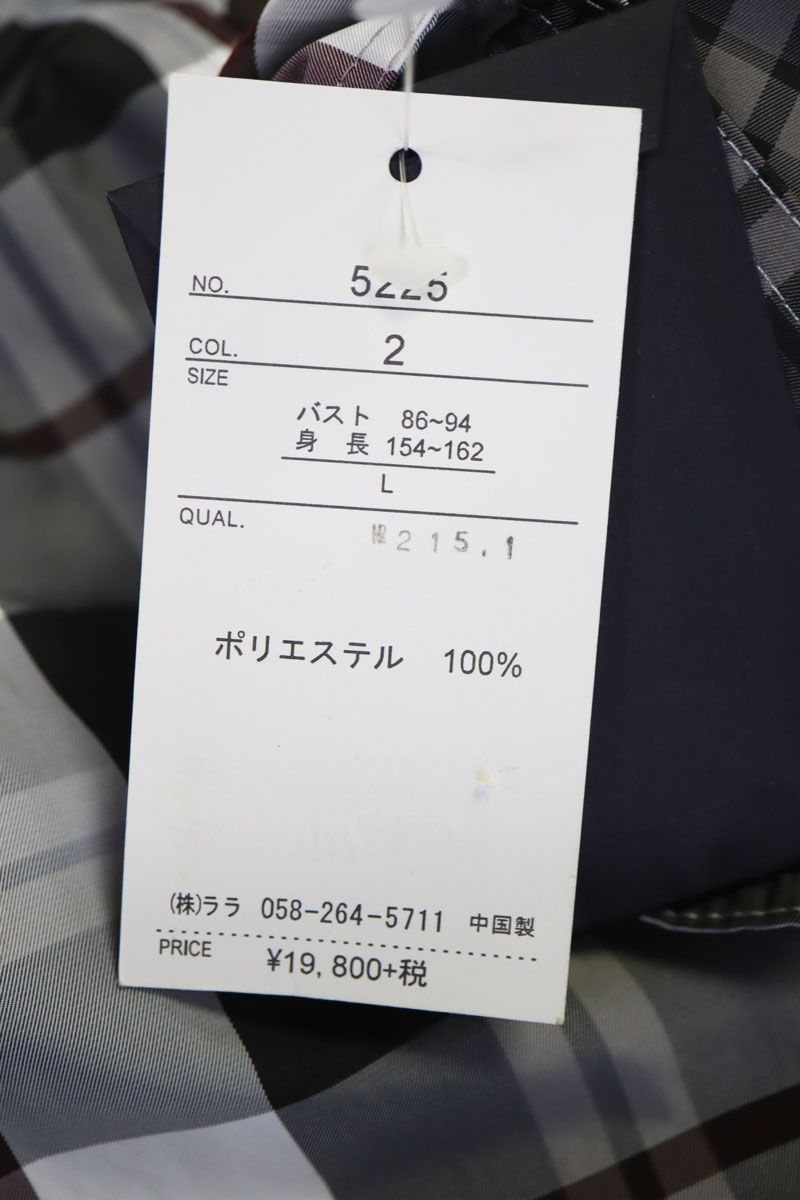 NO. 5225
COL. 2
SIZE
バスト 86~94
身 長 154~162
L
QUAL.
215.1
ポリエステル 100%
(株)ララ 058-264-5711 中国製
PRICE ¥19,800+税